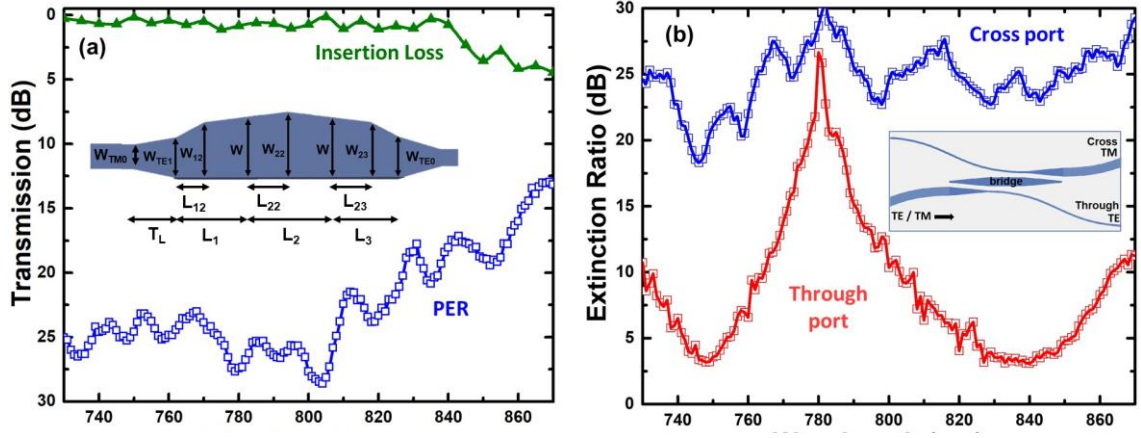 (a)
Insertion Loss
PER
Transmission (dB)
0
5
10
15
20
25
30
740 760 780 800 820 840 860
W_TM0 W_TE1 W_12 W W_22 W W_23 W_TE0
L_12 L_22 L_23
T_L L_1 L_2 L_3
(b)
Cross port
Through
port
Extinction Ratio (dB)
30
25
20
15
10
5
0
740 760 780 800 820 840 860
Cross
TM
bridge
Through
TE
TE / TM